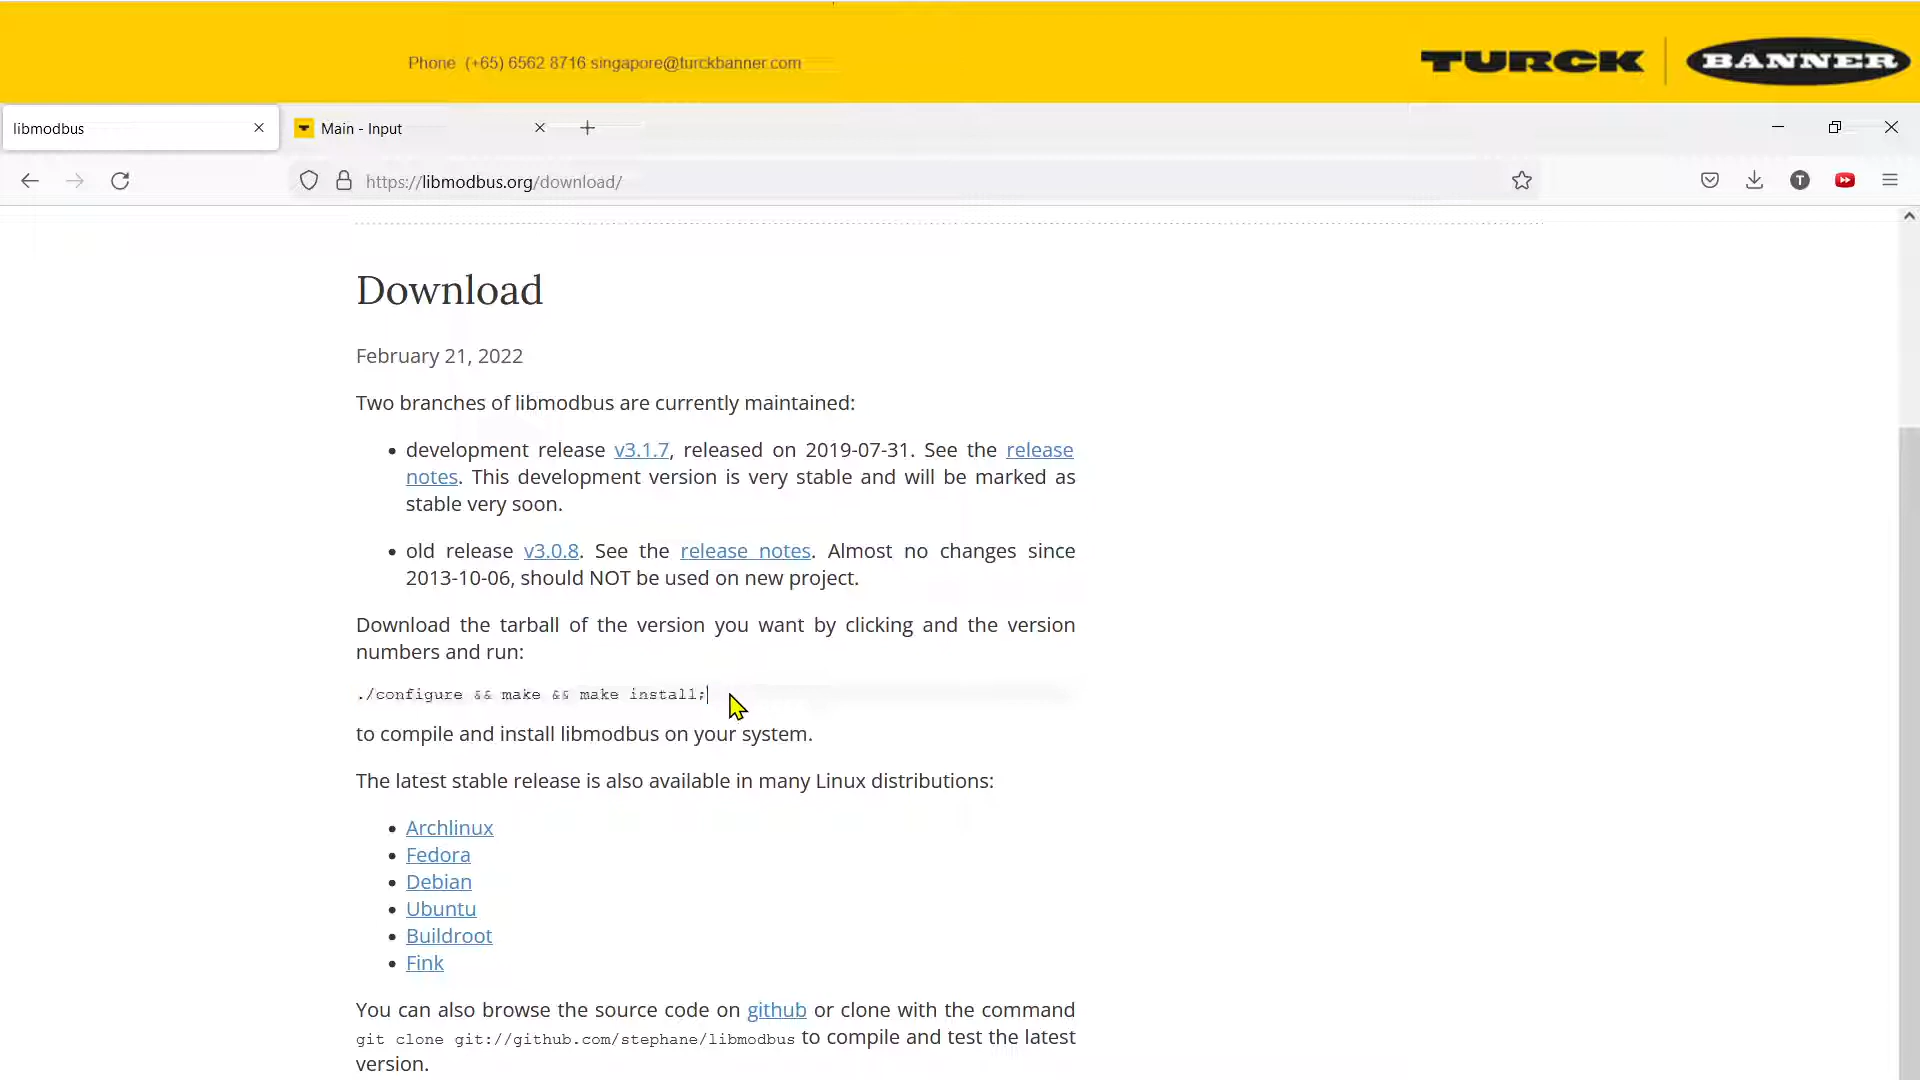 Phone (+65) 6562 8716 singapore@turckbanner.com
TURCK
BANNER
libmodbus
Main - Input
https://libmodbus.org/download/
T
Download
February 21, 2022
Two branches of libmodbus are currently maintained:
development release v3.1.7, released on 2019-07-31. See the release
notes. This development version is very stable and will be marked as
stable very soon.
old release v3.0.8. See the release notes. Almost no changes since
2013-10-06, should NOT be used on new project.
Download the tarball of the version you want by clicking and the version
numbers and run:
./configure && make && make install;
to compile and install libmodbus on your system.
The latest stable release is also available in many Linux distributions:
Archlinux
Fedora
Debian
Ubuntu
Buildroot
Fink
You can also browse the source code on github or clone with the command
git clone git://github.com/stephane/libmodbus to compile and test the latest
version.